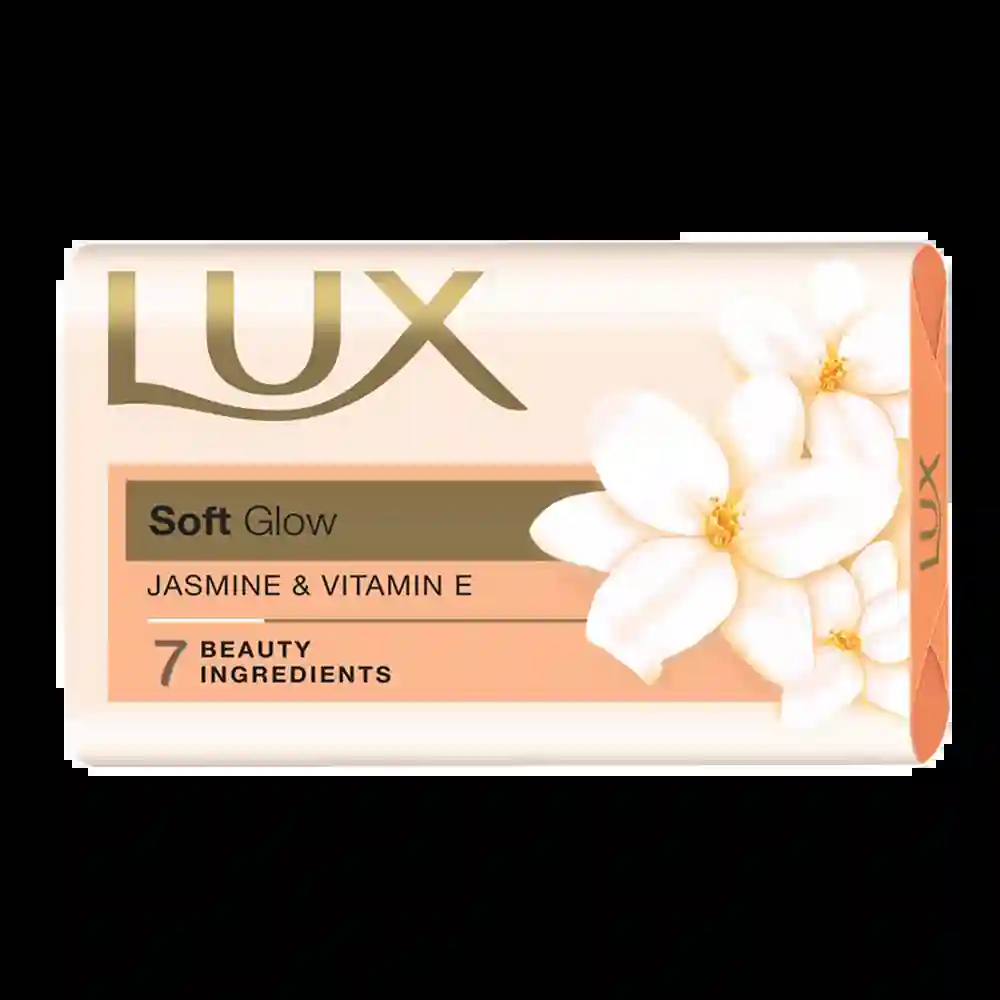 LUX
Soft Glow
JASMINE & VITAMIN E
7 BEAUTY
INGREDIENTS
LUX